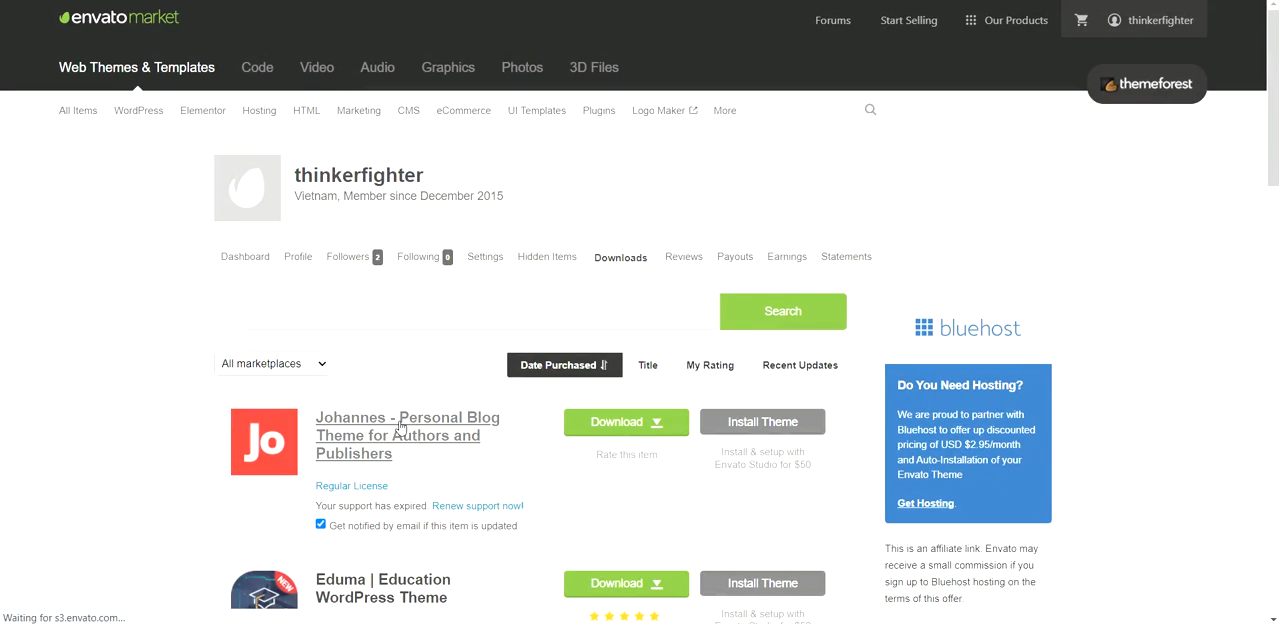 envatomarket
Forums Start Selling Our Products thinkerfighter
Web Themes & Templates Code Video Audio Graphics Photos 3D Files
themeforest
All Items WordPress Elementor Hosting HTML Marketing CMS eCommerce UI Templates Plugins Logo Maker More
thinkerfighter
Vietnam, Member since December 2015
Dashboard Profile Followers 2 Following 0 Settings Hidden Items Downloads Reviews Payouts Earnings Statements
Search
bluehost
All marketplaces Date Purchased Title My Rating Recent Updates
Jo
Johannes - Personal Blog
Theme for Authors and
Publishers
Regular License
Your support has expired Renew support now!
Get notified by email if this item is updated
Download
Rate this item
Install Theme
Install & setup with
Envato Studio for $50
Do You Need Hosting?
We are proud to partner with
Bluehost to offer up discounted
pricing of USD $2.95/month
and Auto-Installation of your
Envato Theme
Get Hosting.
This is an affiliate link. Envato may
receive a small commission if you
sign up to Bluehost hosting on the
terms of this offer.
NEW
Eduma | Education
WordPress Theme
Download
Install Theme
Install & setup with
Envato Studio for $50
Waiting for s3.envato.com...